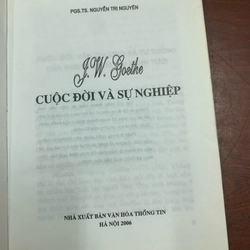 PGS.TS. NGUYỄN TRI NGUYÊN
J.W. Goethe
CUỘC ĐỜI VÀ SỰ NGHIỆP
NHÀ XUẤT BẢN VĂN HÓA THÔNG TIN
HÀ NỘI 2006